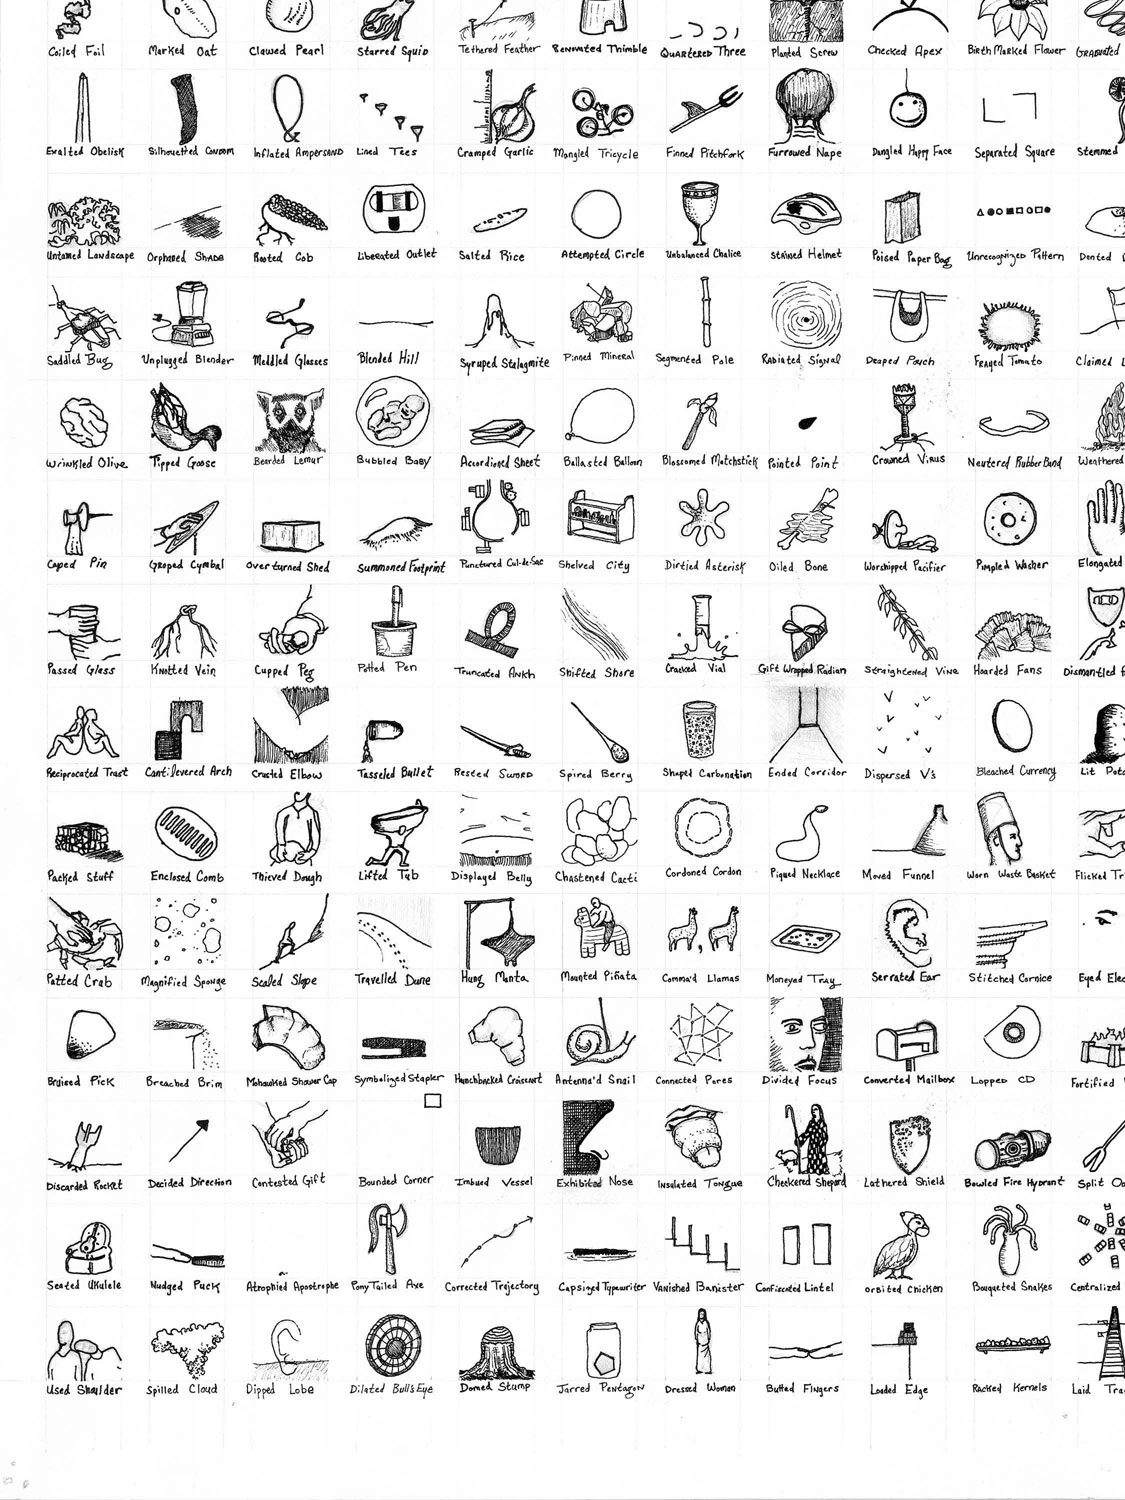 Coiled Foil Marked Oat Clawed Pearl Starred Squid Tethered Feather Renovated Thimble Quartered Three Planted Screw Checked Apex Birth Marked Flower Graduated
Exalted Obelisk Silhouetted Condom Inflated Ampersand Lined Tees Cramped Garlic Mongled Tricycle Finned Pitchfork Furrowed Nape Dangled Happy Face Separated Square Stemmed
Untamed Landscape Orphaned Shade Rooted Cob Liberated Outlet Salted Rice Attempted Circle Unbalanced Chalice Stained Helmet Poised Paper Bag Unrecognized Pattern Dented
Saddled Bug Unplugged Blender Meddled Glasses Blended Hill Syruped Stalagmite Pinned Mineral Segmented Pole Radiated Signal Draped Pouch Frayed Tomato Claimed
Wrinkled Olive Tipped Goose Bearded Lemur Bubbled Baby Accordioned Sheet Ballasted Balloon Blossomed Matchstick Pointed Point Crowned Virus Neutered Rubber Band Weathered
Coped Pin Groped Cymbal Overturned Shed Summoned Footprint Punctured Cul-de-Sac Shelved City Dirtied Asterisk Oiled Bone Worshipped Pacifier Pimpled Washer Elongated
Passed Glass Knotted Vein Cupped Peg Potted Pen Truncated Ankh Shifted Shore Cracked Vial Gift Wrapped Radian Straightened Vine Hoarded Fans Dismantled
Reciprocated Trust Cantilevered Arch Crusted Elbow Tasseled Bullet Rested Sword Spired Berry Shaped Carbonation Ended Corridor Dispersed V's Bleached Currency Lit
Packed Stuff Enclosed Comb Thieved Dough Lifted Tub Displayed Belly Chastened Cacti Cordoned Cordon Piqued Necklace Moved Funnel Worn Waste Basket Flicked
Patted Crab Magnified Sponge Scaled Slope Travelled Dune Hung Manta Mounted Piñata Comma'd Llamas Moneyed Tray Serrated Ear Stitched Cornice Eyed
Bruised Pick Breached Brim Mohawked Shower Cap Symbolized Stapler Hunchbacked Croissant Antenna'd Snail Connected Pores Divided Focus Converted Mailbox Lopped CD Fortified
Discarded Rocket Decided Direction Contested Gift Bounded Corner Imbued Vessel Exhibited Nose Insulated Tongue Checkered Sheperd Lathered Shield Bowled Fire Hydrant Split
Seated Ukulele Nudged Puck Atrophied Apostrophe Pony Tailed Axe Corrected Trajectory Capsized Typewriter Vanished Banister Confiscated Lintel Orbited Chicken Bouqueted Snakes Centralized
Used Shoulder Spilled Cloud Dipped Lobe Dilated Bull's Eye Domed Stump Jarred Pentagon Dressed Woman Butted Fingers Loaded Edge Racked Kernels Laid